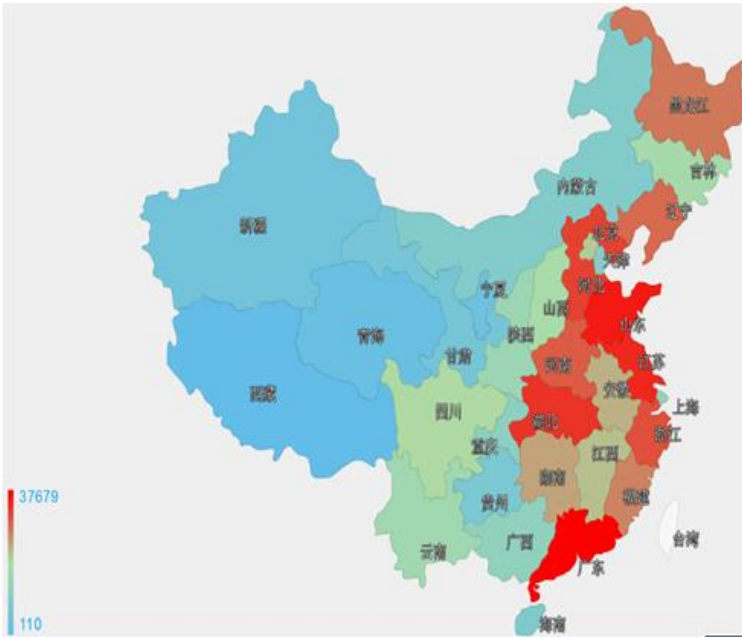 黑龙江
吉林
内蒙古
辽宁
新疆
北京
天津
宁夏
河北
山西
山东
青海
陕西
甘肃
河南
江苏
西藏
安徽
四川
上海
湖北
浙江
重庆
江西
湖南
37679
贵州
福建
广西
台湾
云南
广东
110
海南